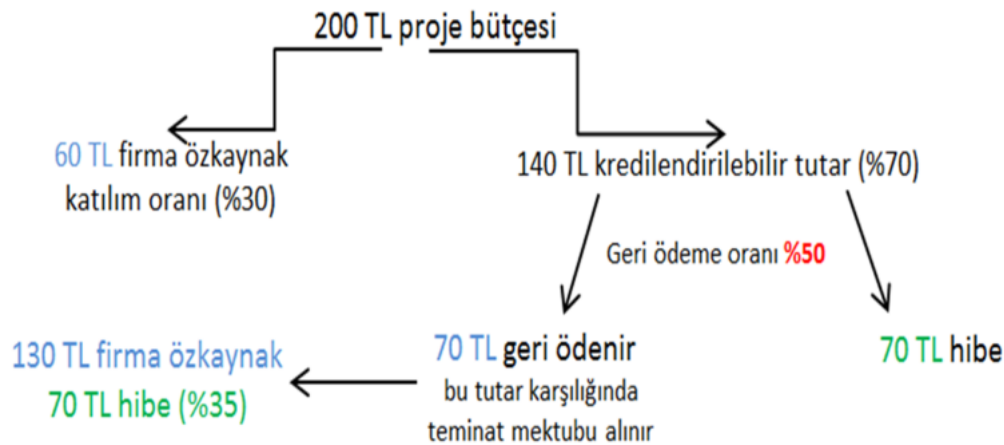 200 TL proje bütçesi
60 TL firma özkaynak
katılım oranı (%30)
140 TL kredilendirilebilir tutar (%70)
Geri ödeme oranı %50
130 TL firma özkaynak
70 TL hibe (%35)
70 TL geri ödenir
bu tutar karşılığında
teminat mektubu alınır
70 TL hibe